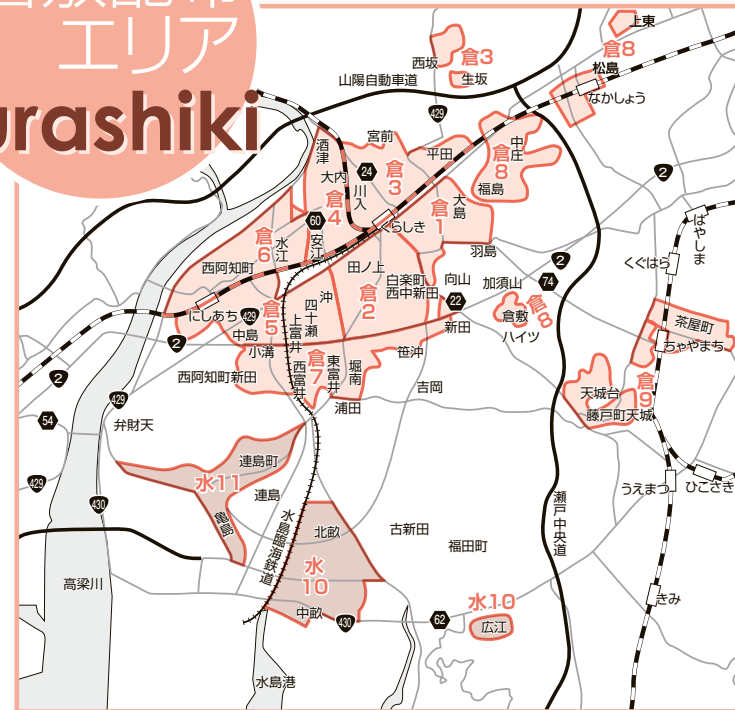 エリア
urashiki
上東
倉8
松島
なかしょう
倉3
西坂
生坂
山陽自動車道
429
宮前
酒津
平田
中庄
倉8
福島
24
大内
倉3
川入
倉4
大島
倉1
2
はやしま
60
くらしき
倉6
水江
安江
羽島
くぐはら
西阿知町
田ノ上
白楽町
西中新田
向山
加須山
2
74
沖
倉2
22
倉敷
ハイツ
倉8
にしあち
429
倉5
四十瀬
上富井
新田
茶屋町
ちゃやまち
2
中島
小溝
倉7
笹沖
西阿知町新田
西富井
東富井
堀南
吉岡
天城台
倉9
2
429
浦田
藤戸町天城
54
弁財天
連島町
水11
うえまつ
ひこさき
429
430
連島
亀島
水島臨海鉄道
北畝
古新田
瀬戸中央道
福田町
水10
高梁川
中畝
430
62
水10
広江
きみ
水島港